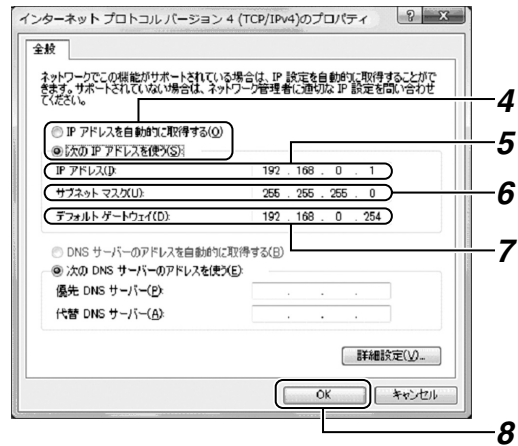 インターネット プロトコル バージョン 4 (TCP/IPv4)のプロパティ
全般
ネットワークでこの機能がサポートされている場合は、IP 設定を自動的に取得することがで
きます。サポートされていない場合は、ネットワーク管理者に適切な IP 設定を問い合わせ
てください。
IP アドレスを自動的に取得する(O)
次の IP アドレスを使う(S):
4
IP アドレス(I): 192 . 168 . 0 . 1
5
サブネット マスク(U): 255 . 255 . 255 . 0
6
デフォルト ゲートウェイ(D): 192 . 168 . 0 . 254
7
DNS サーバーのアドレスを自動的に取得する(B)
次の DNS サーバーのアドレスを使う(E):
優先 DNS サーバー(P): . . .
代替 DNS サーバー(A): . . .
詳細設定(V)...
OK キャンセル
8